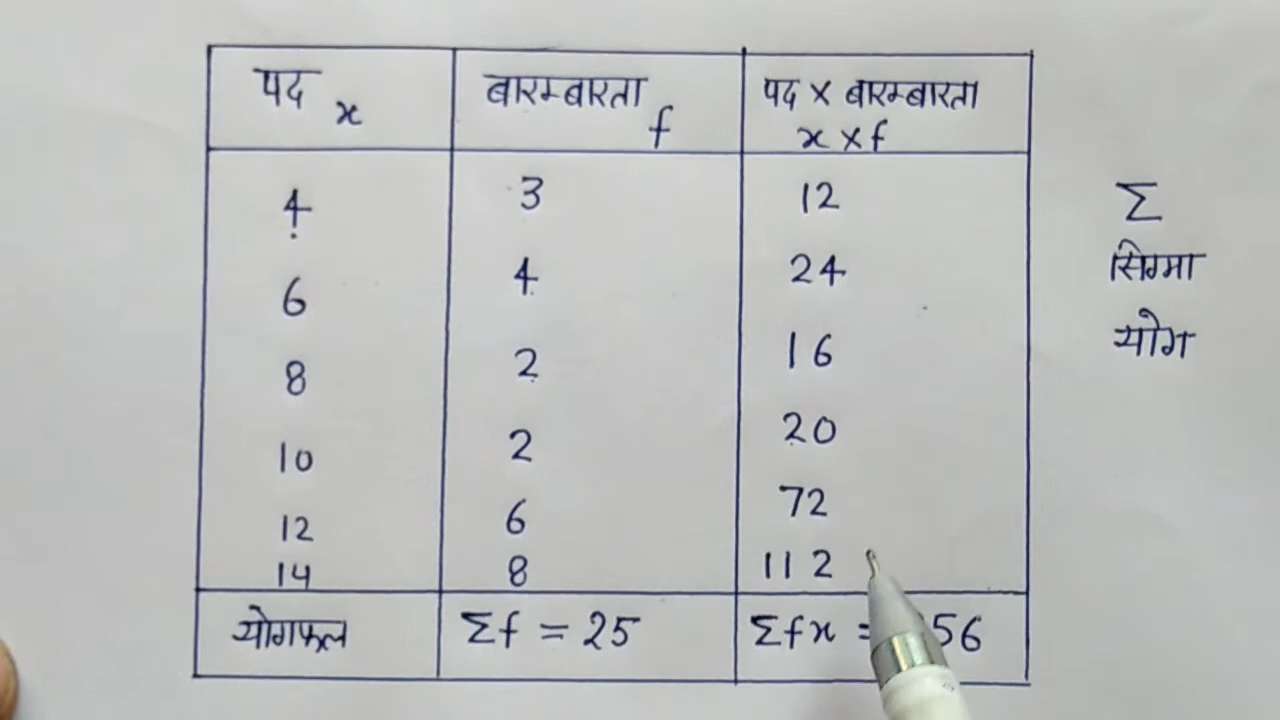 पद x
बारम्बारता f
पद × बारम्बारता
x × f
4 3 12
6 4 24
8 2 16
10 2 20
12 6 72
14 8 112
योगफल Σf = 25 Σfx = 56
Σ
सिग्मा
योग